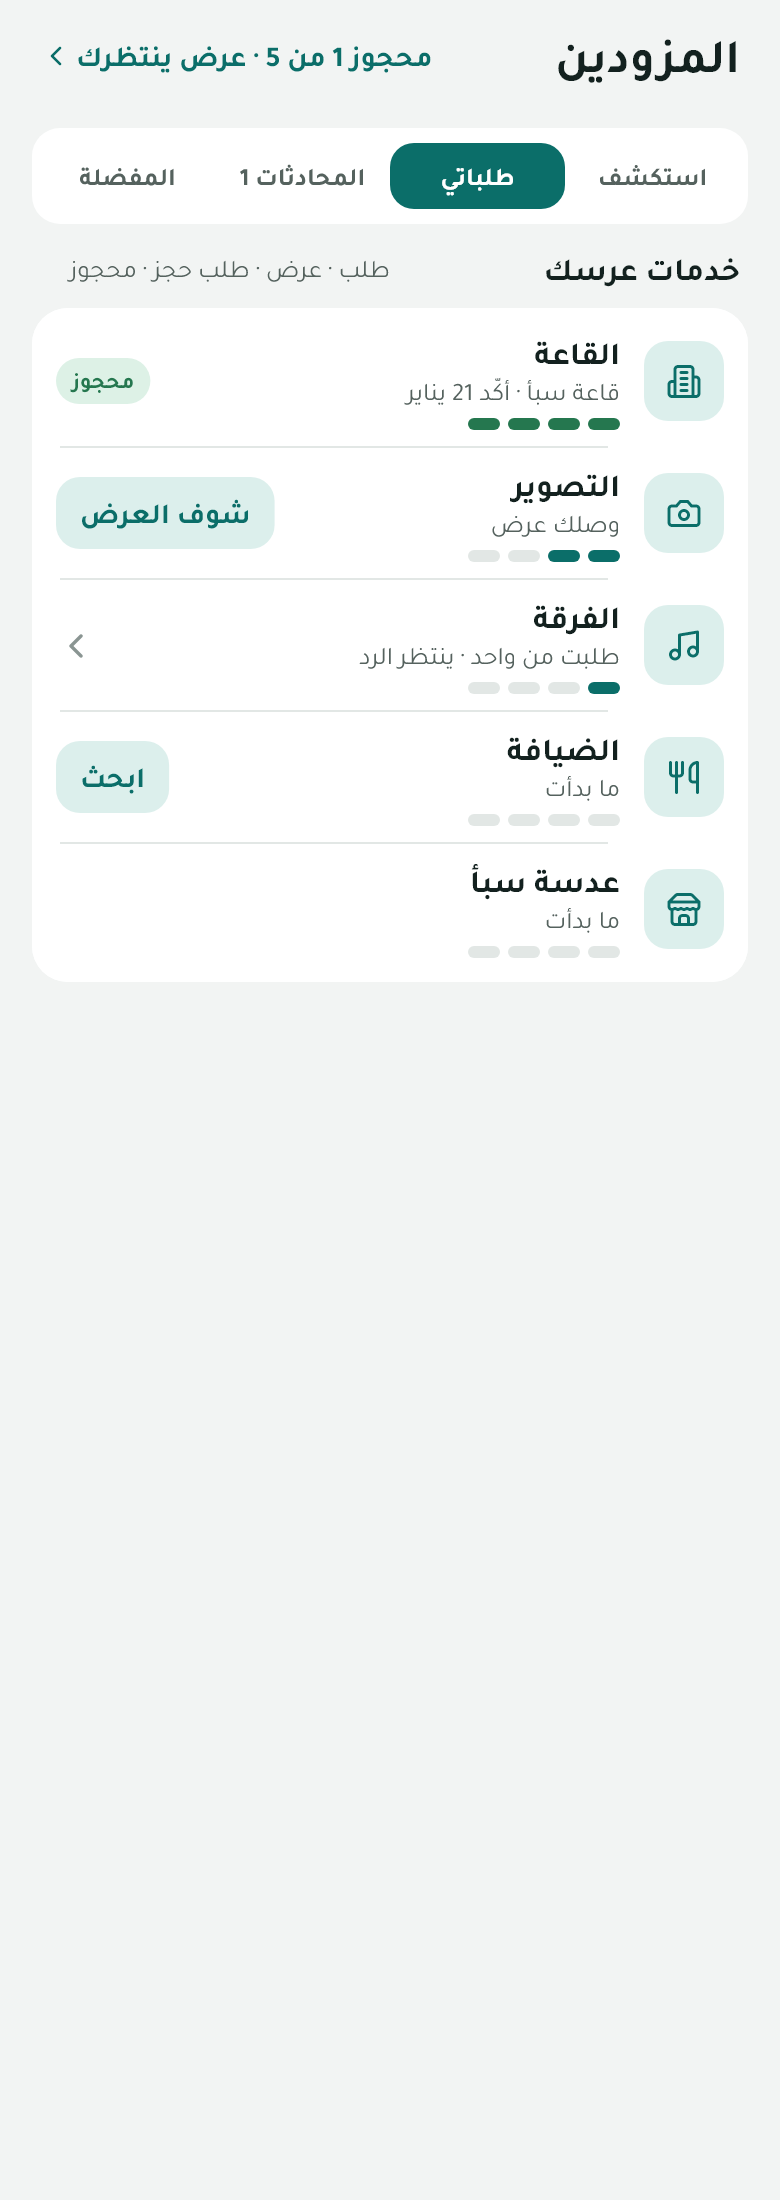 المزودين
محجوز 1 من 5 · عرض ينتظرك
استكشف
طلباتي
المحادثات 1
المفضلة
خدمات عرسك
طلب · عرض · طلب حجز · محجوز
القاعة
قاعة سبأ · أكّد 21 يناير
محجوز
التصوير
وصلك عرض
شوف العرض
الفرقة
طلبت من واحد · ينتظر الرد
الضيافة
ما بدأت
ابحث
عدسة سبأ
ما بدأت